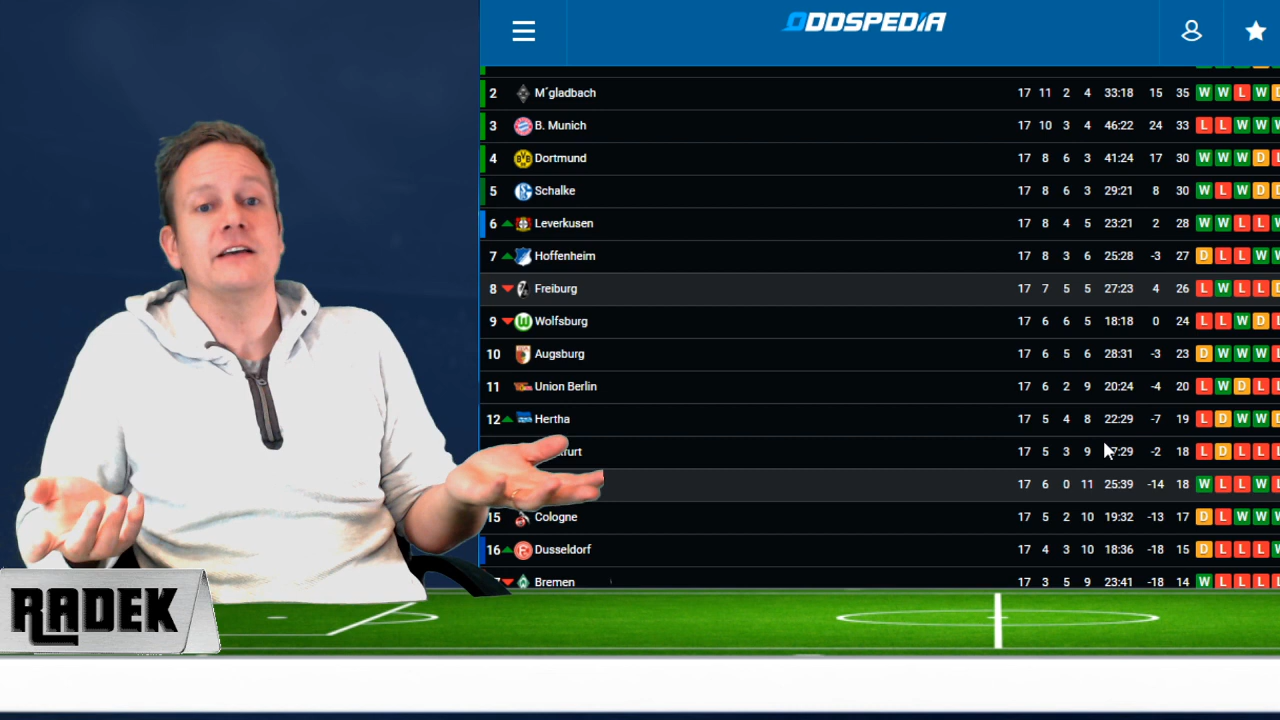 ODDSPEDIA
2 M´gladbach 17 11 2 4 33:18 15 35 W W L W D
3 B. Munich 17 10 3 4 46:22 24 33 L L W W W
4 Dortmund 17 8 6 3 41:24 17 30 W W W D L
5 Schalke 17 8 6 3 29:21 8 30 W L W D D
6 Leverkusen 17 8 4 5 23:21 2 28 W W L L W
7 Hoffenheim 17 8 3 6 25:28 -3 27 D L L W W
8 Freiburg 17 7 5 5 27:23 4 26 L W L L D
9 Wolfsburg 17 6 6 5 18:18 0 24 L L W D L
10 Augsburg 17 6 5 6 28:31 -3 23 D W W W L
11 Union Berlin 17 6 2 9 20:24 -4 20 L W D L L
12 Hertha 17 5 4 8 22:29 -7 19 L D W W D
17 5 3 9 -2 18 L D L L L
17 6 0 11 25:39 -14 18 W L L W L
15 Cologne 17 5 2 10 19:32 -13 17 D L W W W
16 Dusseldorf 17 4 3 10 18:36 -18 15 D L L L W
Bremen 17 3 5 9 23:41 -18 14 W L L L L
RADEK